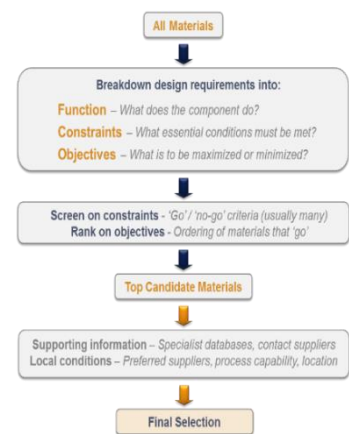 All Materials
Breakdown design requirements into:
Function – What does the component do?
Constraints – What essential conditions must be met?
Objectives – What is to be maximized or minimized?
Screen on constraints - 'Go' / 'no-go' criteria (usually many)
Rank on objectives - Ordering of materials that 'go'
Top Candidate Materials
Supporting information – Specialist databases, contact suppliers
Local conditions – Preferred suppliers, process capability, location
Final Selection